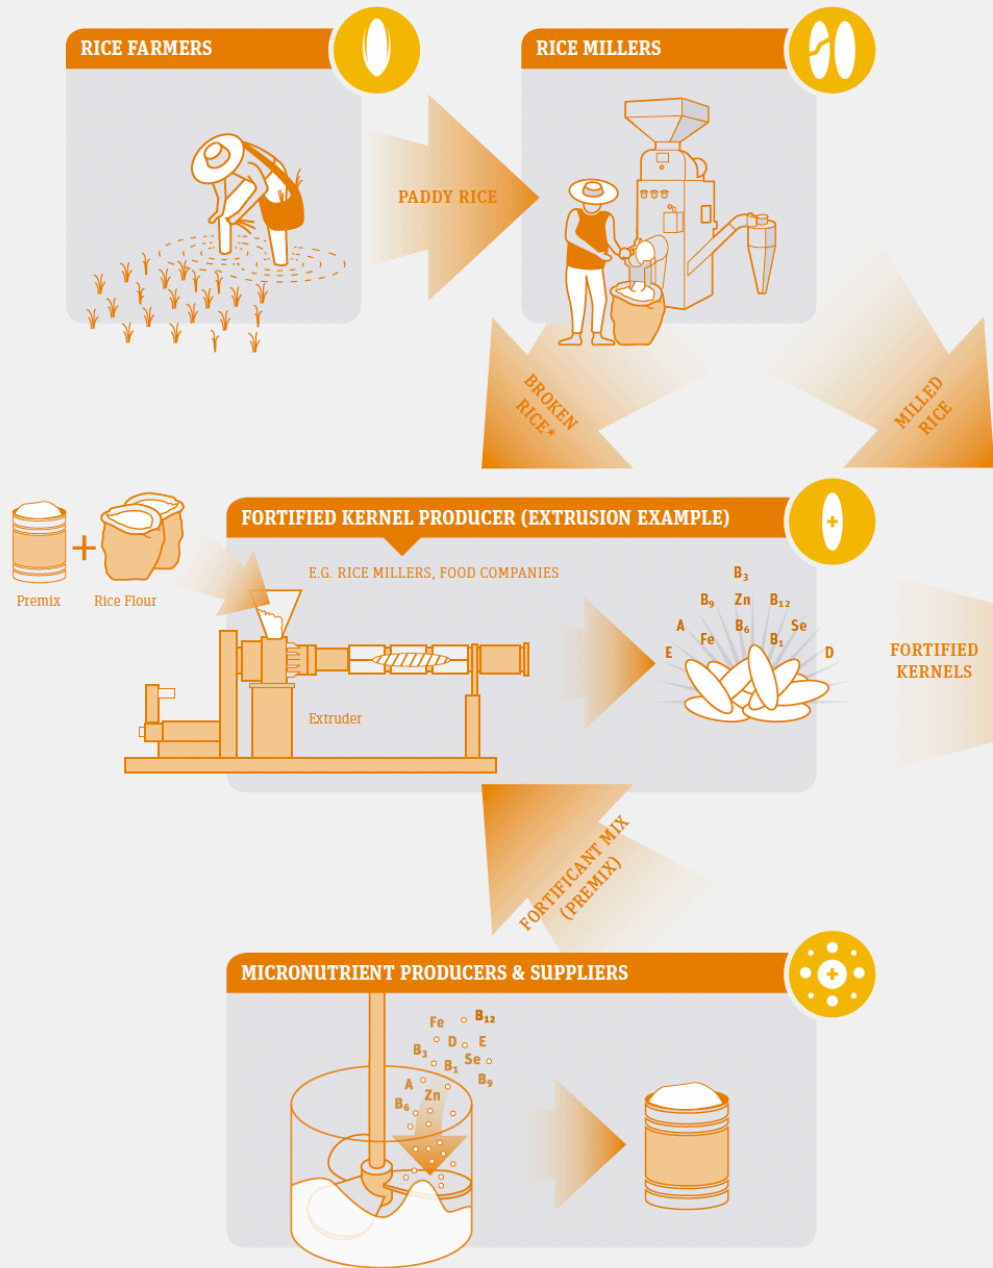 RICE FARMERS
RICE MILLERS
PADDY RICE
BROKEN
RICE*
MILLED
RICE
FORTIFIED KERNEL PRODUCER (EXTRUSION EXAMPLE)
E.G. RICE MILLERS, FOOD COMPANIES
+
Premix
Rice Flour
B₃
B₉ Zn B₁₂
A B₆ Se
Fe B₁
E D
Extruder
FORTIFIED
KERNELS
FORTIFICANT MIX
(PREMIX)
MICRONUTRIENT PRODUCERS & SUPPLIERS
Fe B₁₂
D E
B₃ Se
B₁
A B₉
Zn
B₆